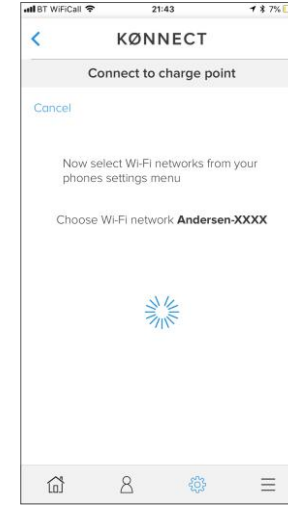 BT WiFiCall 21:43 7%
KØNNECT
Connect to charge point
Cancel
Now select Wi-Fi networks from your
phones settings menu
Choose Wi-Fi network Andersen-XXXX